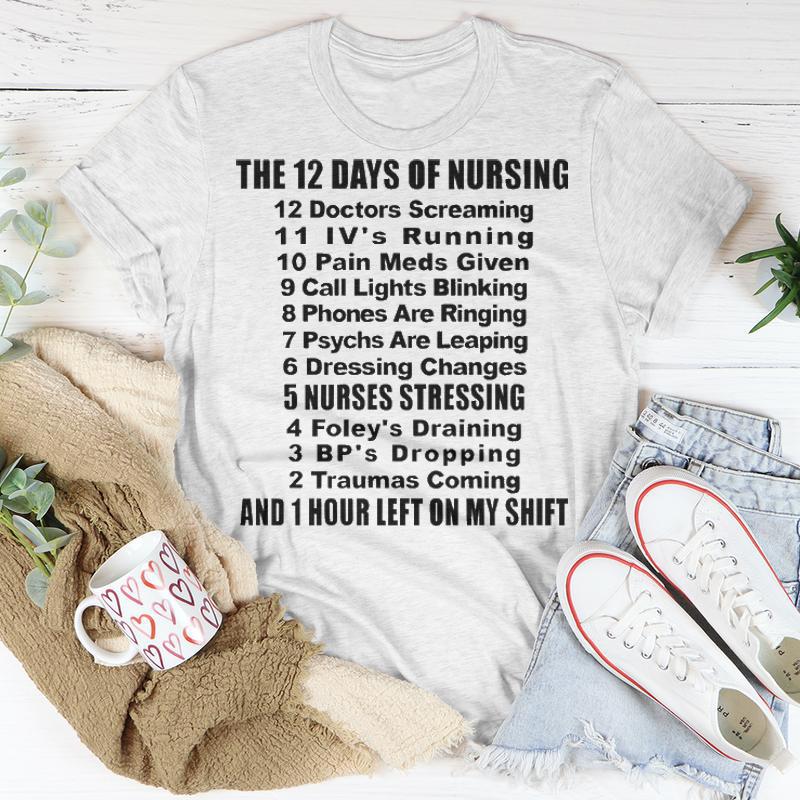 THE 12 DAYS OF NURSING
12 Doctors Screaming
11 IV's Running
10 Pain Meds Given
9 Call Lights Blinking
8 Phones Are Ringing
7 Psychs Are Leaping
6 Dressing Changes
5 NURSES STRESSING
4 Foley's Draining
3 BP's Dropping
2 Traumas Coming
AND 1 HOUR LEFT ON MY SHIFT